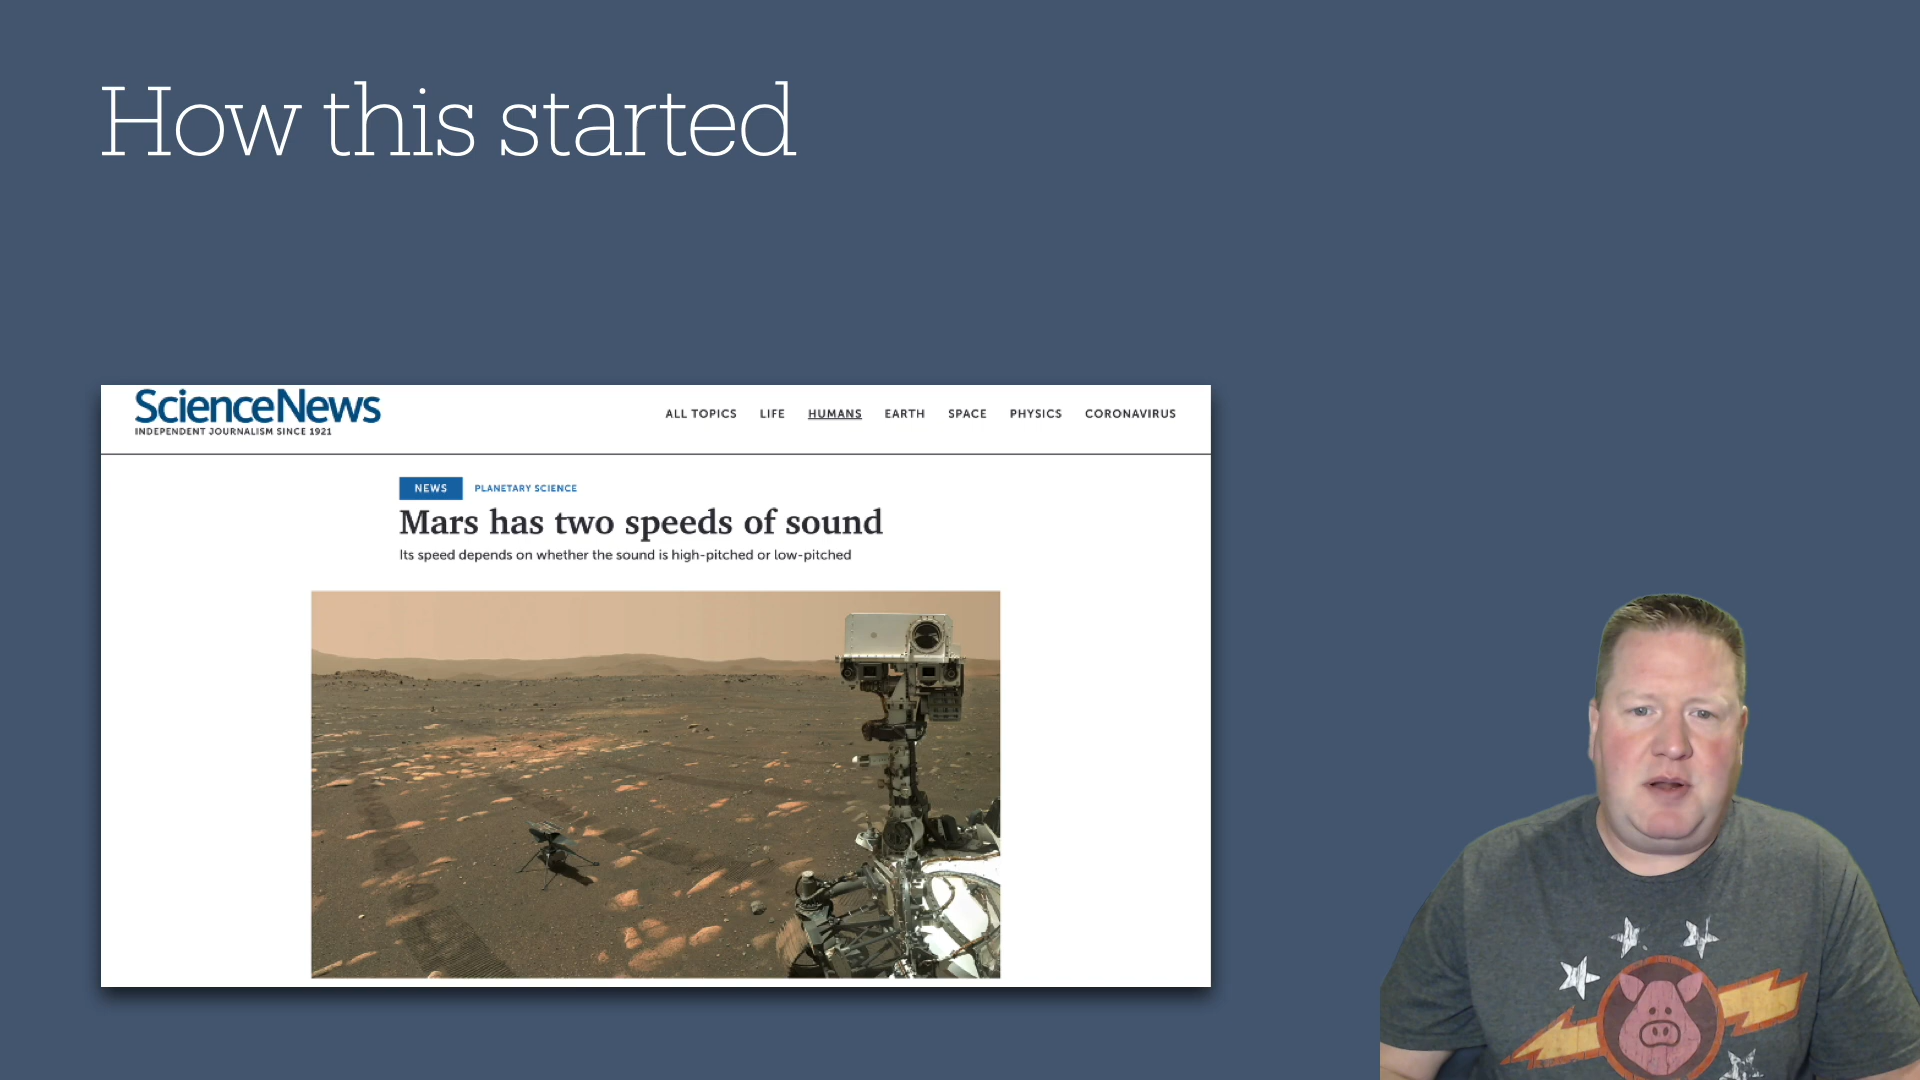 How this started
ScienceNews
INDEPENDENT JOURNALISM SINCE 1921
ALL TOPICS LIFE HUMANS EARTH SPACE PHYSICS CORONAVIRUS
NEWS PLANETARY SCIENCE
Mars has two speeds of sound
Its speed depends on whether the sound is high-pitched or low-pitched